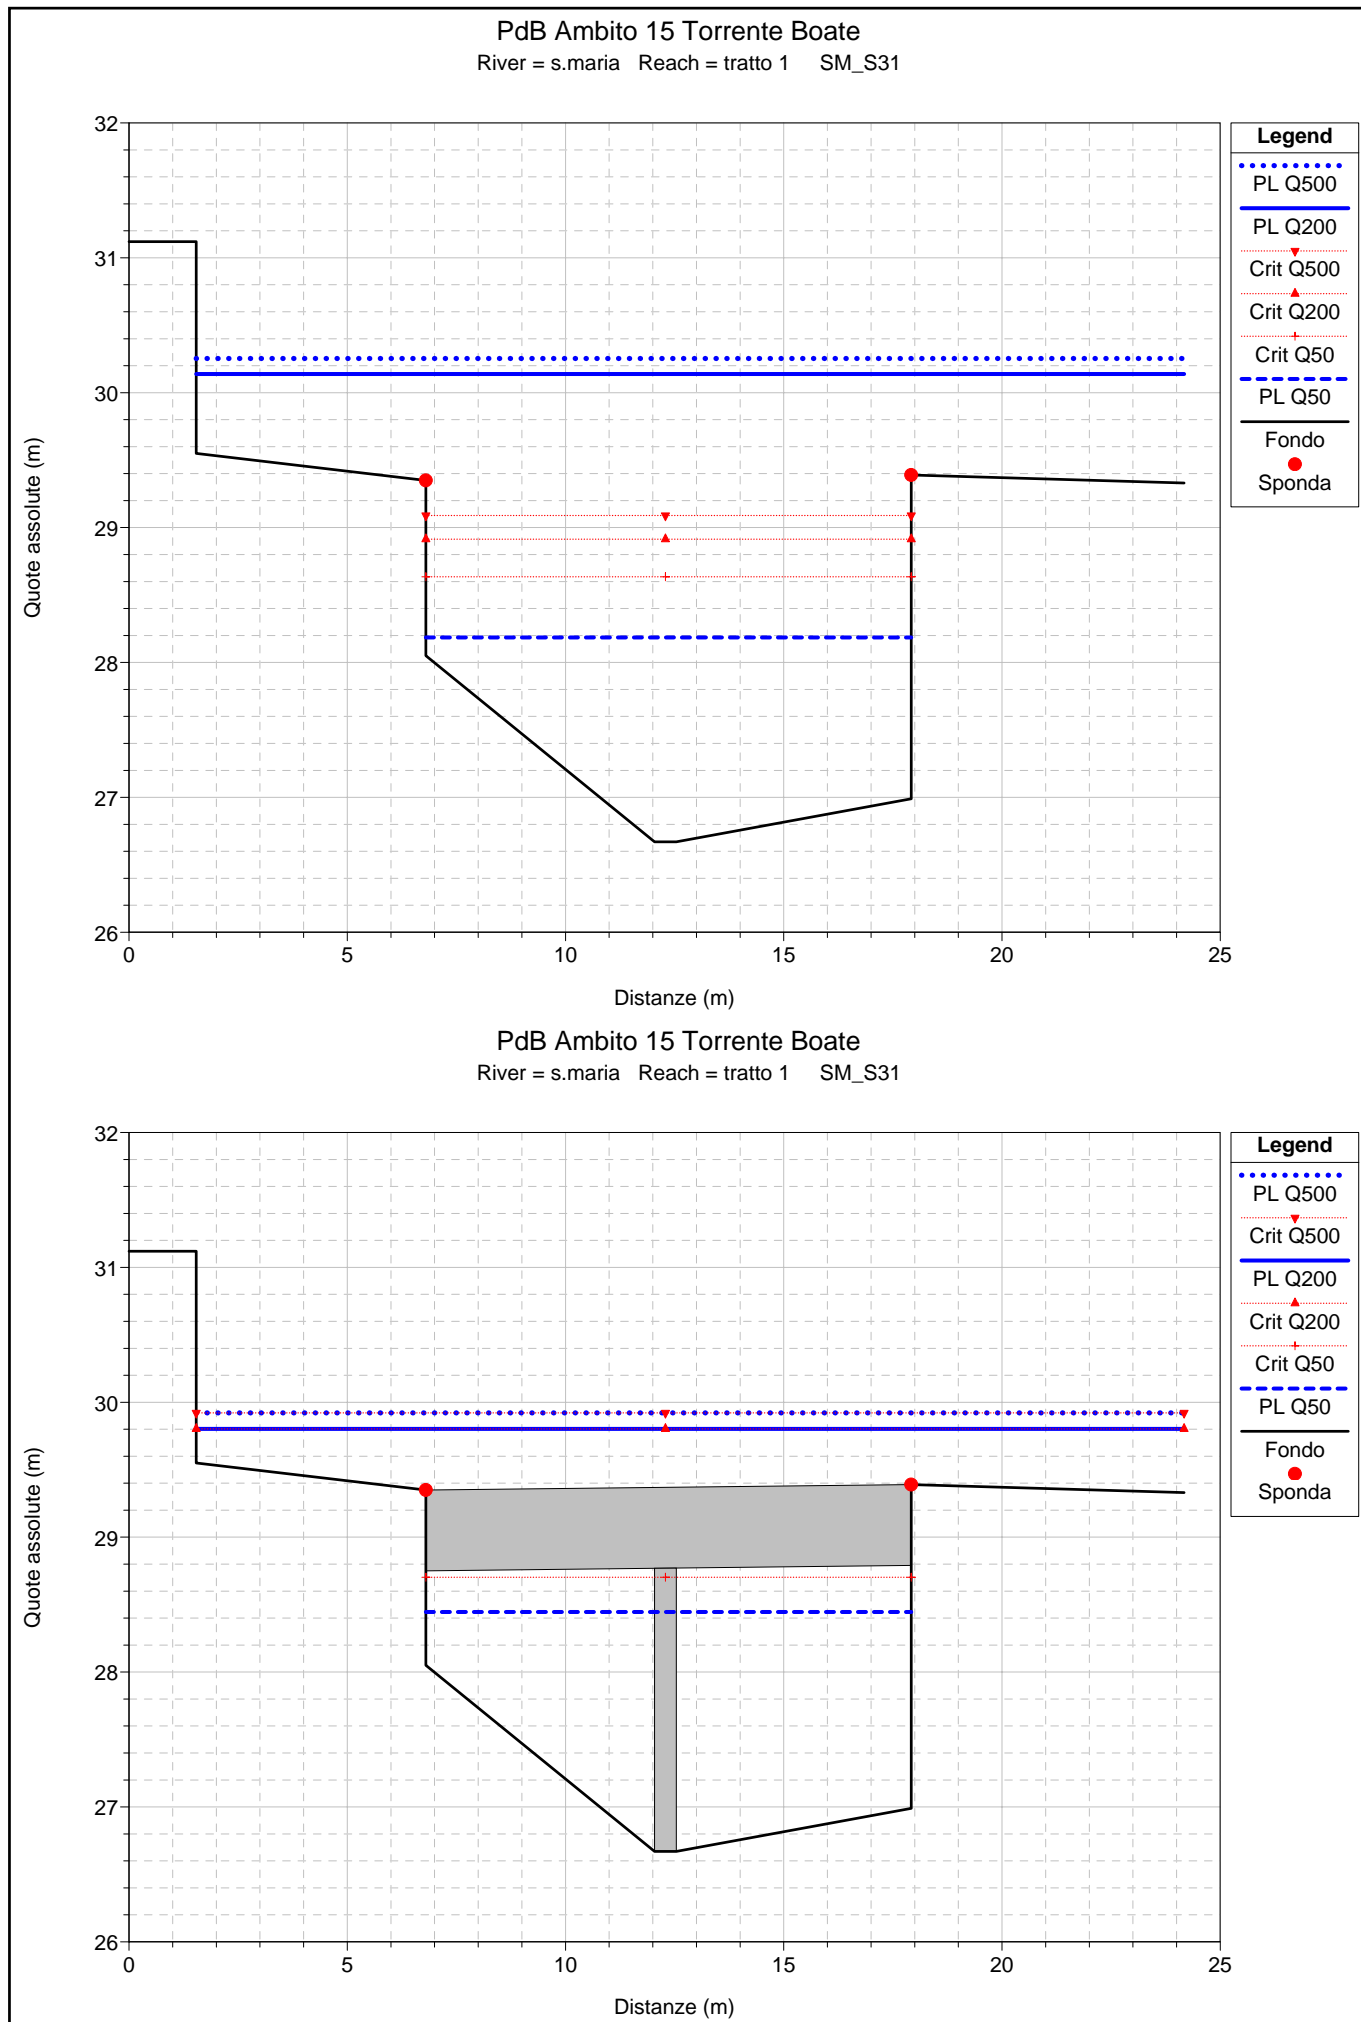 PdB Ambito 15 Torrente Boate
River = s.maria Reach = tratto 1 SM_S31
32
31
30
29
28
27
26
0 5 10 15 20 25
Quote assolute (m)
Distanze (m)
Legend
PL Q500
PL Q200
Crit Q500
Crit Q200
Crit Q50
PL Q50
Fondo
Sponda
PdB Ambito 15 Torrente Boate
River = s.maria Reach = tratto 1 SM_S31
32
31
30
29
28
27
26
0 5 10 15 20 25
Quote assolute (m)
Distanze (m)
Legend
PL Q500
Crit Q500
PL Q200
Crit Q200
Crit Q50
PL Q50
Fondo
Sponda